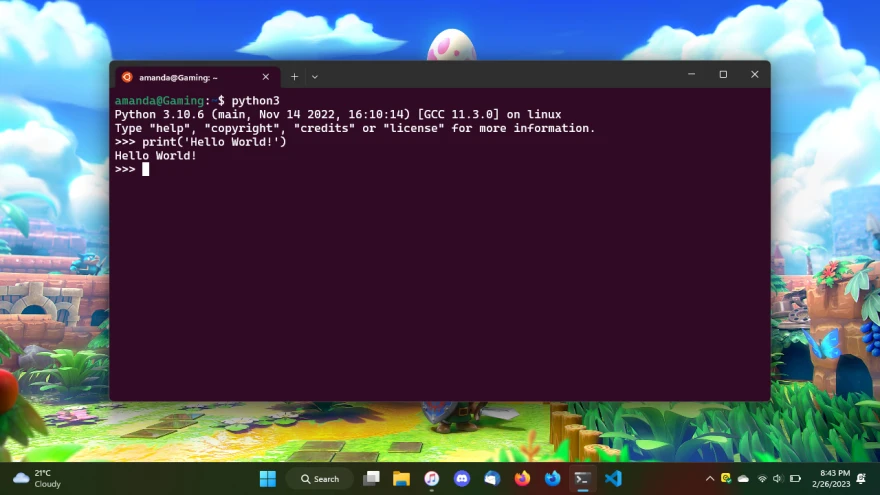 amanda@Gaming: ~
amanda@Gaming:~$ python3
Python 3.10.6 (main, Nov 14 2022, 16:10:14) [GCC 11.3.0] on linux
Type "help", "copyright", "credits" or "license" for more information.
>>> print('Hello World!')
Hello World!
>>>
21°C
Cloudy
Search
8:43 PM
2/26/2023